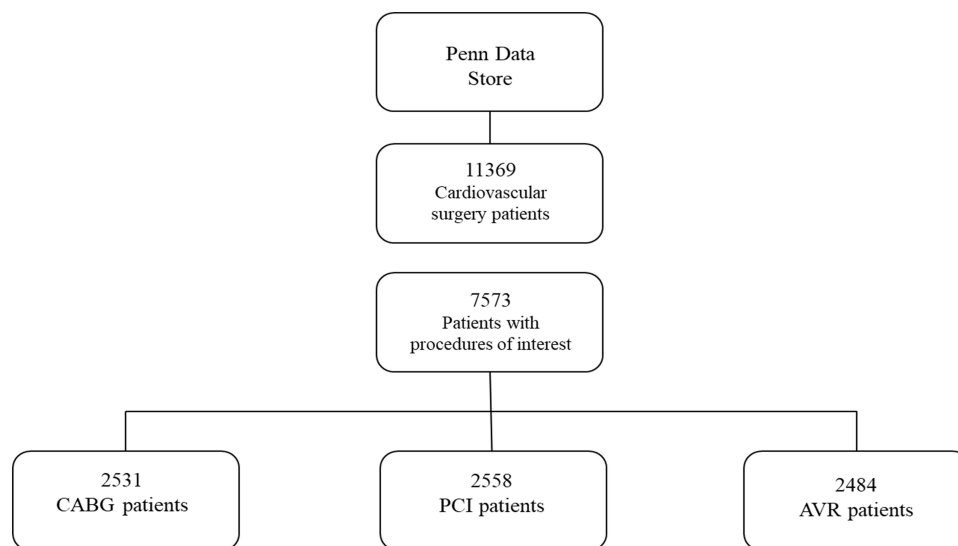 Penn Data
Store
11369
Cardiovascular
surgery patients
7573
Patients with
procedures of interest
2531
CABG patients
2558
PCI patients
2484
AVR patients